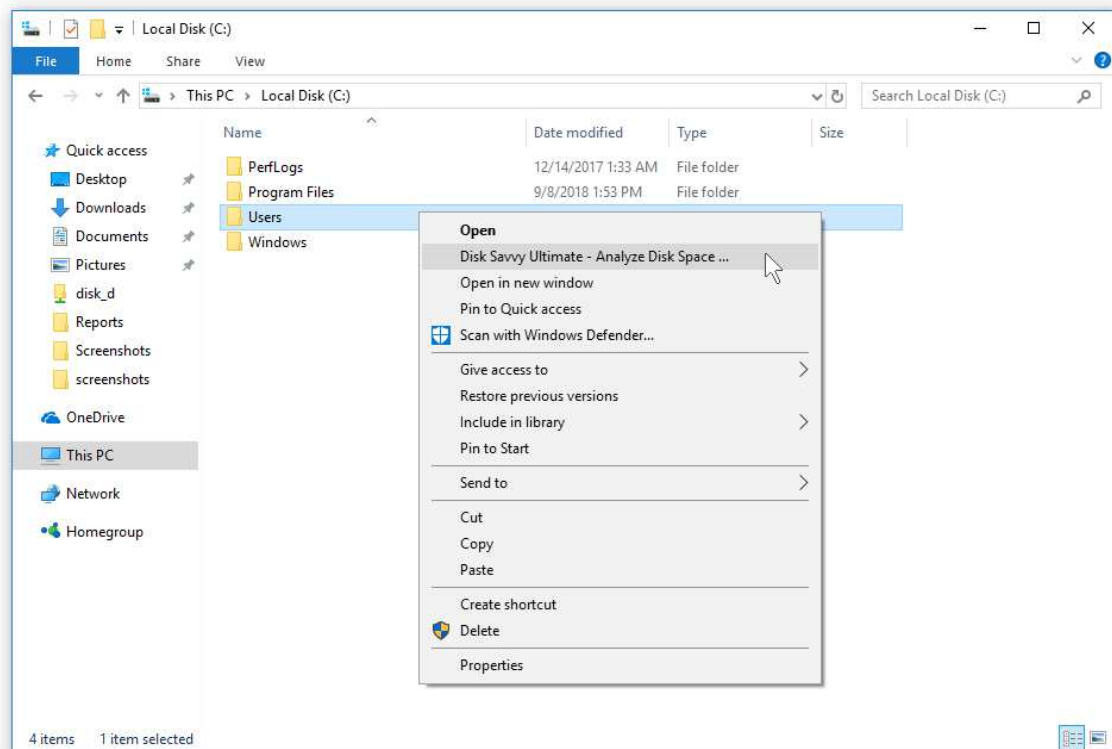 Local Disk (C:)
File Home Share View
This PC > Local Disk (C:)
Search Local Disk (C:)
Name Date modified Type Size
Quick access
Desktop
Downloads
Documents
Pictures
disk_d
Reports
Screenshots
screenshots
OneDrive
This PC
Network
Homegroup
PerfLogs 12/14/2017 1:33 AM File folder
Program Files 9/8/2018 1:53 PM File folder
Users
Windows
Open
Disk Savvy Ultimate - Analyze Disk Space ...
Open in new window
Pin to Quick access
Scan with Windows Defender...
Give access to
Restore previous versions
Include in library
Pin to Start
Send to
Cut
Copy
Paste
Create shortcut
Delete
Properties
4 items 1 item selected